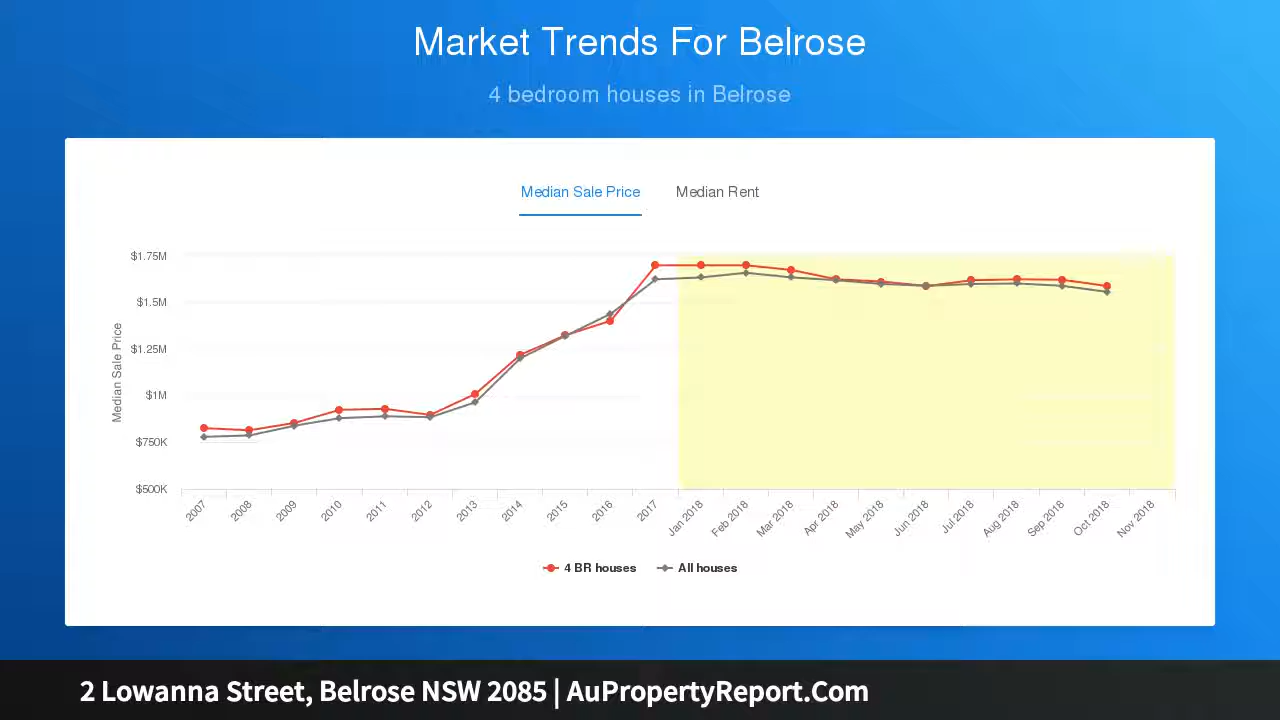 Market Trends For Belrose
4 bedroom houses in Belrose
Median Sale Price Median Rent
Median Sale Price
$1.75M
$1.5M
$1.25M
$1M
$750K
$500K
2007 2008 2009 2010 2011 2012 2013 2014 2015 2016 2017 Jan 2018 Feb 2018 Mar 2018 Apr 2018 May 2018 Jun 2018 Jul 2018 Aug 2018 Sep 2018 Oct 2018 Nov 2018
4 BR houses All houses
2 Lowanna Street, Belrose NSW 2085 | AuPropertyReport.Com